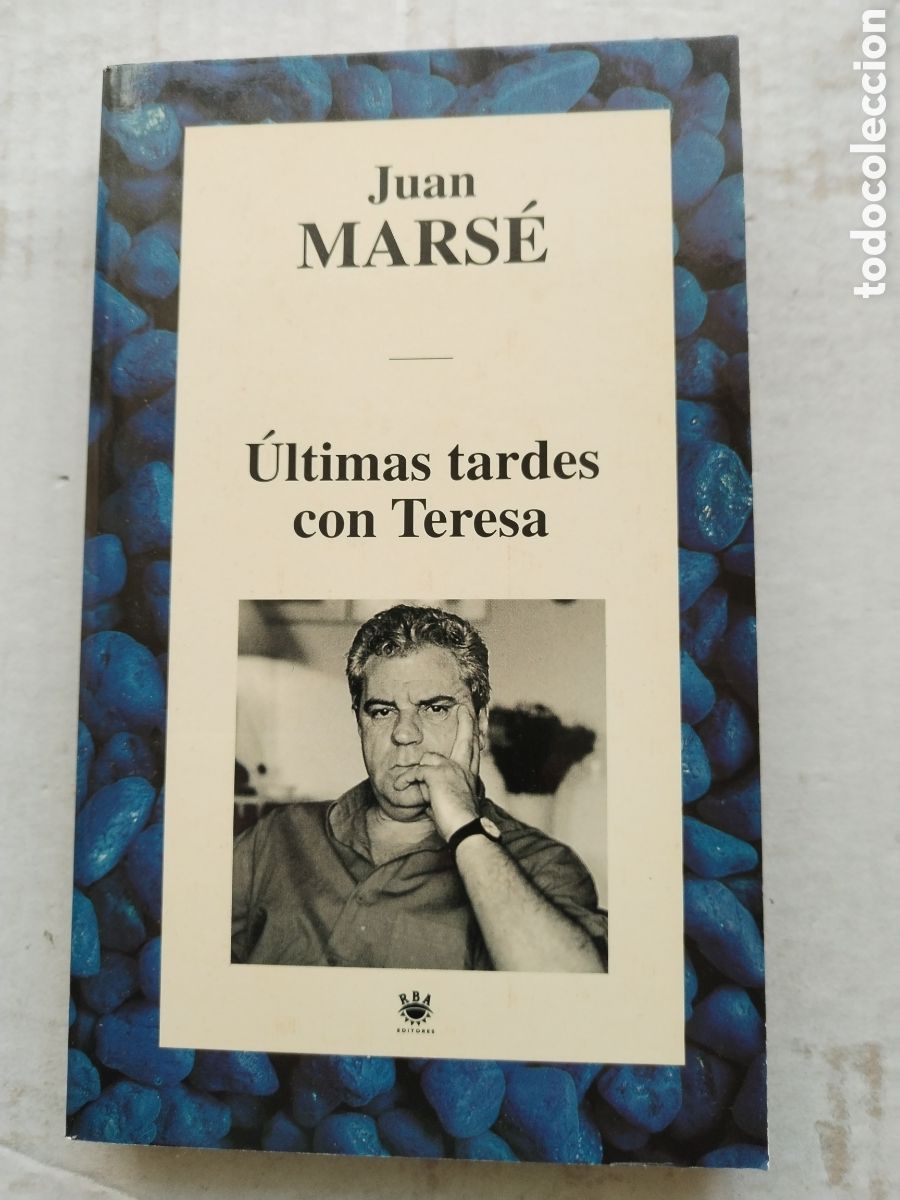 Juan
MARSÉ
Últimas tardes
con Teresa
RBA
EDITORES
todocoleccion